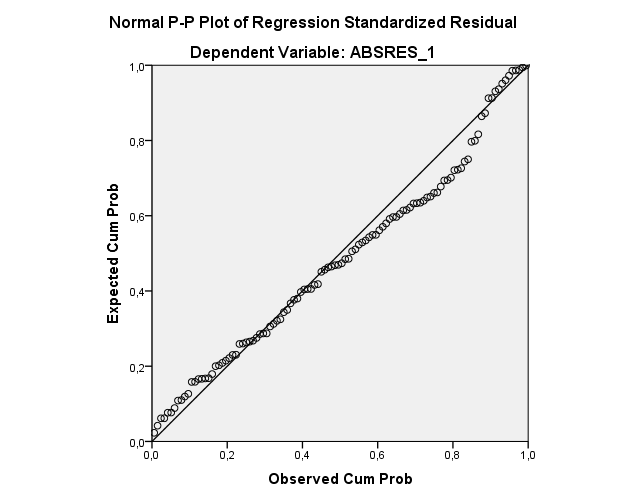 Normal P-P Plot of Regression Standardized Residual
Dependent Variable: ABSRES_1
1,0
0,8
0,6
0,4
0,2
0,0
Expected Cum Prob
0,0 0,2 0,4 0,6 0,8 1,0
Observed Cum Prob